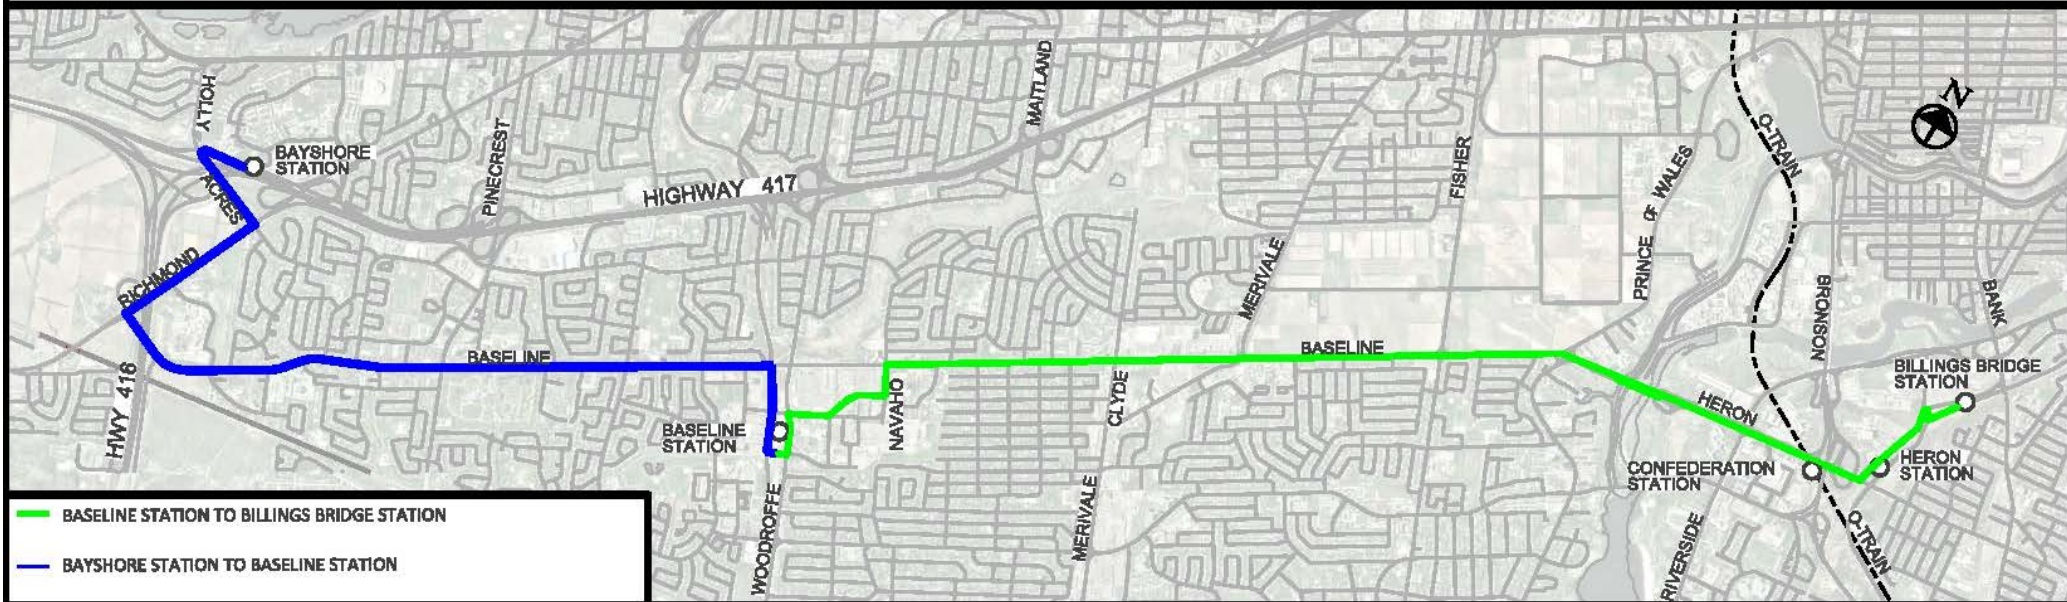 HOLLY
BAYSHORE
STATION
ACRES
RICHMOND
HWY 416
PINECREST
HIGHWAY 417
MAITLAND
BASELINE
BASELINE
STATION
WOODROFFE
NAVAHO
CLYDE
MERIVALE
MERIVALE
BASELINE
FISHER
PRINCE OF WALES
O-TRAIN
N
BRONSON
BANK
BILLINGS BRIDGE
STATION
HERON
CONFEDERATION
STATION
HERON
STATION
RIVERSIDE
O-TRAIN
BASELINE STATION TO BILLINGS BRIDGE STATION
BAYSHORE STATION TO BASELINE STATION